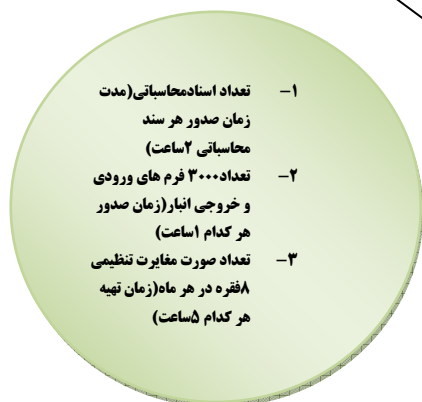 ۱- تعداد اسنادمحاسباتی(مدت
زمان صدور هر سند
محاسباتی ۲ساعت)
۲- تعداد۳۰۰۰ فرم های ورودی
و خروجی انبار(زمان صدور
هر کدام ۱ساعت)
۳- تعداد صورت مغایرت تنظیمی
۸فقره در هر ماه(زمان تهیه
هر کدام ۵ساعت)